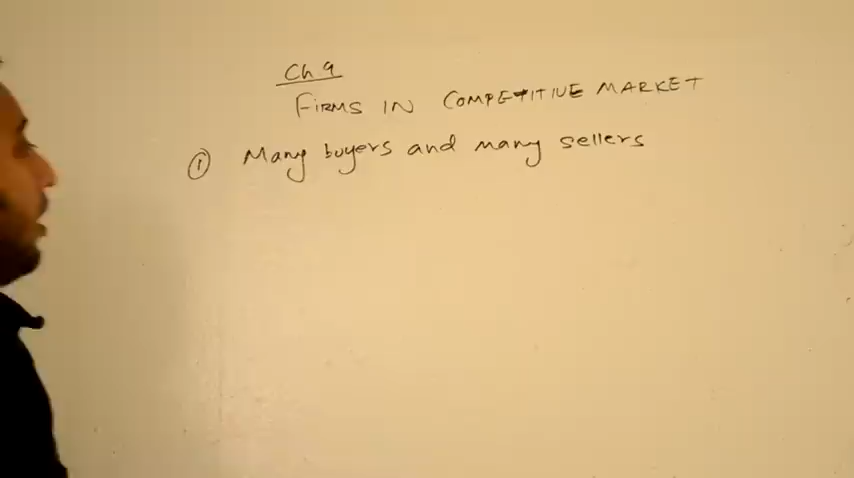 Ch 9
FIRMS IN COMPETITIVE MARKET
① Many buyers and many sellers